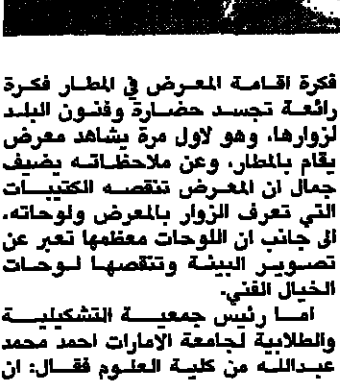 فكرة اقامة المعرض في المطار فكرة
رائعة تجسد حضارة وفنون البلد
لزوارها، وهو لاول مرة يشاهد معرض
يقام بالمطار، وعن ملاحظاته يضيف
جمال ان المعرض تنقصه الكتيبات
التي تعرف الزوار بالمعرض ولوحاته،
الى جانب ان اللوحات معظمها تعبر عن
تصوير البيئة وتنقصها لوحات
الخيال الفني.
اما رئيس جمعية التشكيلية
والطلابية لجامعة الامارات احمد محمد
عبدالله من كلية العلوم فقال: ان